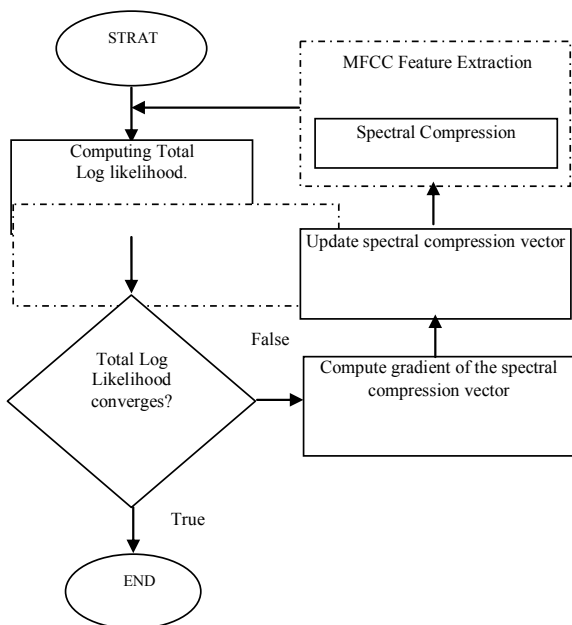 STRAT
MFCC Feature Extraction
Spectral Compression
Computing Total
Log likelihood.
Update spectral compression vector
False
Total Log
Likelihood
converges?
Compute gradient of the spectral
compression vector
True
END